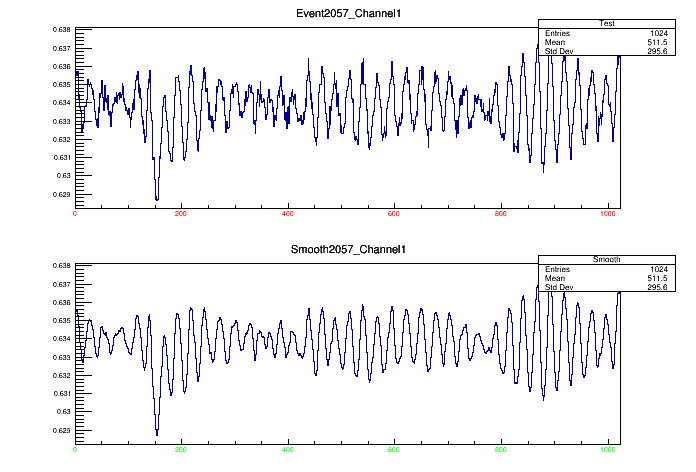 Event2057_Channel1
Test
Entries 1024
Mean 511.5
Std Dev 295.6
0.638
0.637
0.636
0.635
0.634
0.633
0.632
0.631
0.63
0.629
0 200 400 600 800 1000
Smooth2057_Channel1
Smooth
Entries 1024
Mean 511.5
Std Dev 295.6
0.638
0.637
0.636
0.635
0.634
0.633
0.632
0.631
0.63
0.629
0 200 400 600 800 1000